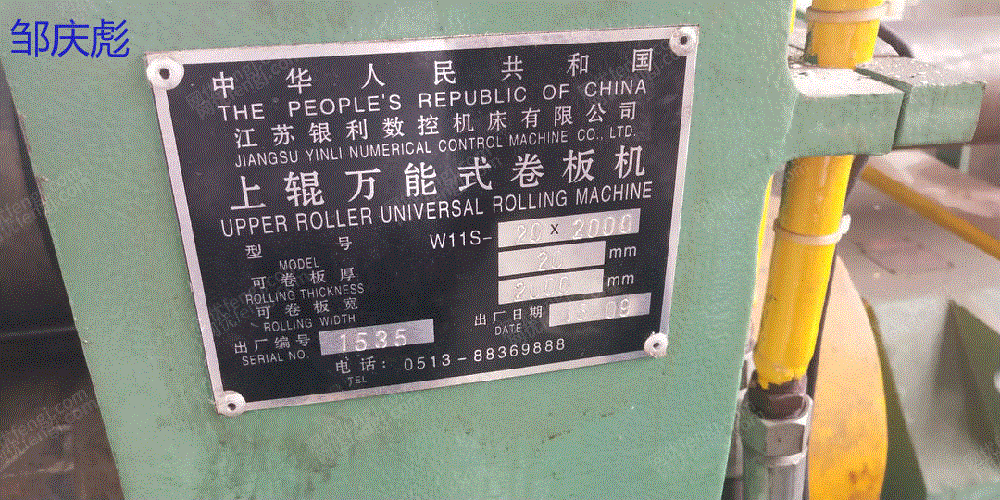 邹庆彪
中华人民共和国
THE PEOPLE'S REPUBLIC OF CHINA
江苏银利数控机床有限公司
JIANGSU YINLI NUMERICAL CONTROL MACHINE CO., LTD.
上辊万能式卷板机
UPPER ROLLER UNIVERSAL ROLLING MACHINE
型号 W11S- 20 x 2000
MODEL
可卷板厚 20 mm
ROLLING THICKNESS
可卷板宽 2000 mm
ROLLING WIDTH
出厂编号 1535 出厂日期 09
SERIAL NO. DATE
电话: 0513-88369888
TEL